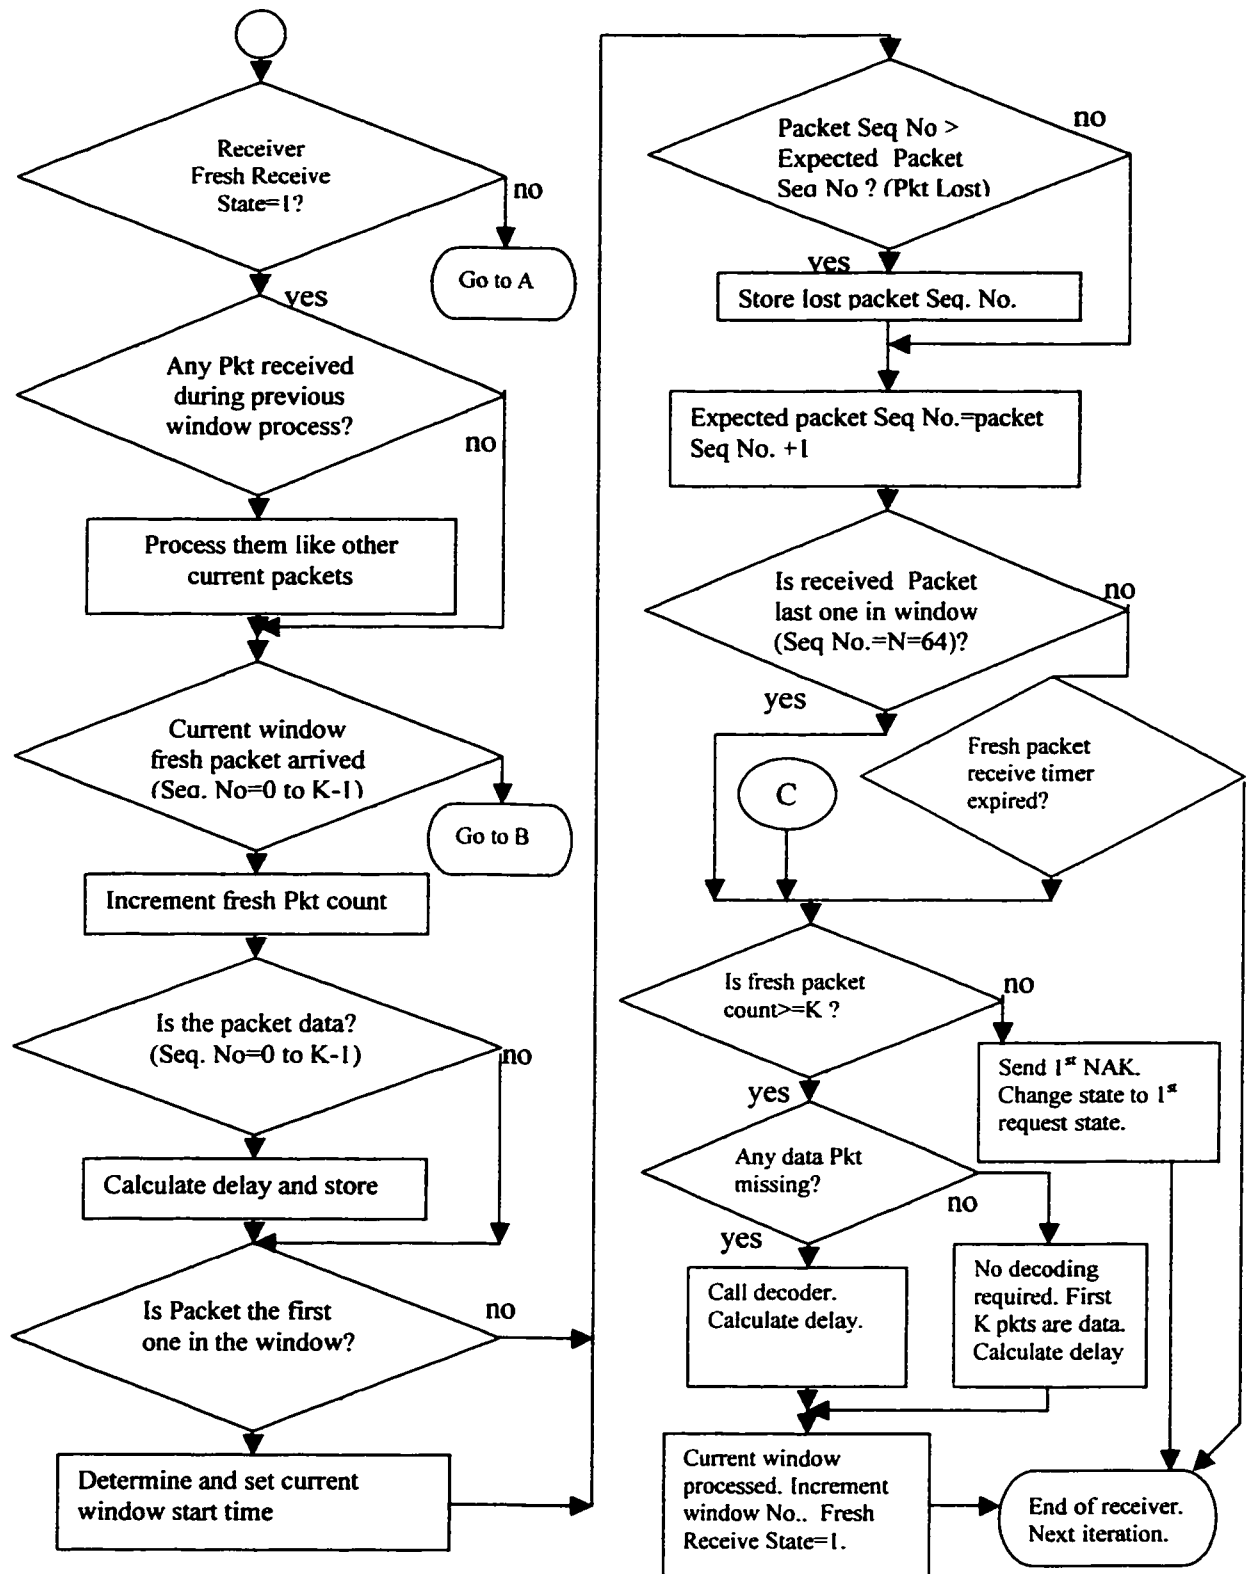 Receiver
Fresh Receive
State=1?
no
Go to A
yes
Any Pkt received
during previous
window process?
no
Process them like other
current packets
Current window
fresh packet arrived
(Seq. No=0 to K-1)
Go to B
Increment fresh Pkt count
Is the packet data?
(Seq. No=0 to K-1)
no
Calculate delay and store
Is Packet the first
one in the window?
no
Determine and set current
window start time
Packet Seq No >
Expected Packet
Seq No ? (Pkt Lost)
no
yes
Store lost packet Seq. No.
Expected packet Seq No.=packet
Seq No. +1
Is received Packet
last one in window
(Seq No.=N=64)?
no
yes
Fresh packet
receive timer
expired?
C
Is fresh packet
count>=K ?
no
Send 1st NAK.
Change state to 1st
request state.
yes
Any data Pkt
missing?
no
yes
Call decoder.
Calculate delay.
No decoding
required. First
K pkts are data.
Calculate delay
Current window
processed. Increment
window No.. Fresh
Receive State=1.
End of receiver.
Next iteration.